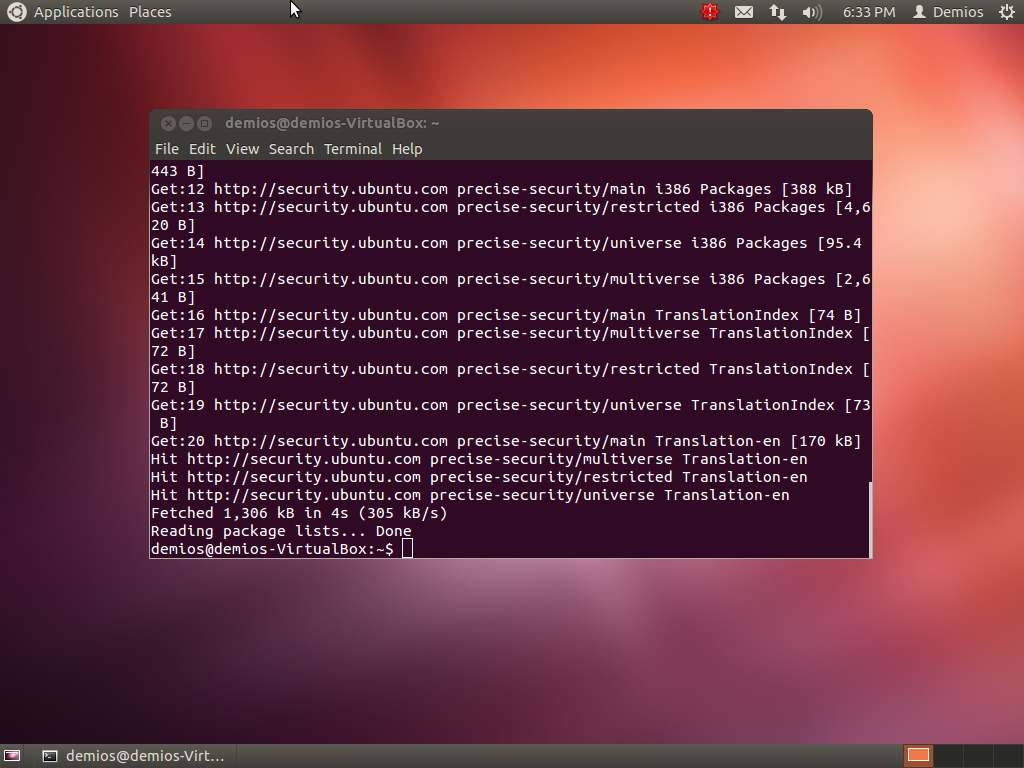 Applications Places 6:33 PM Demios
demios@demios-VirtualBox: ~
File Edit View Search Terminal Help
443 B]
Get:12 http://security.ubuntu.com precise-security/main i386 Packages [388 kB]
Get:13 http://security.ubuntu.com precise-security/restricted i386 Packages [4,6
20 B]
Get:14 http://security.ubuntu.com precise-security/universe i386 Packages [95.4
kB]
Get:15 http://security.ubuntu.com precise-security/multiverse i386 Packages [2,6
41 B]
Get:16 http://security.ubuntu.com precise-security/main TranslationIndex [74 B]
Get:17 http://security.ubuntu.com precise-security/multiverse TranslationIndex [
72 B]
Get:18 http://security.ubuntu.com precise-security/restricted TranslationIndex [
72 B]
Get:19 http://security.ubuntu.com precise-security/universe TranslationIndex [73
B]
Get:20 http://security.ubuntu.com precise-security/main Translation-en [170 kB]
Hit http://security.ubuntu.com precise-security/multiverse Translation-en
Hit http://security.ubuntu.com precise-security/restricted Translation-en
Hit http://security.ubuntu.com precise-security/universe Translation-en
Fetched 1,306 kB in 4s (305 kB/s)
Reading package lists... Done
demios@demios-VirtualBox:~$
demios@demios-Virt...